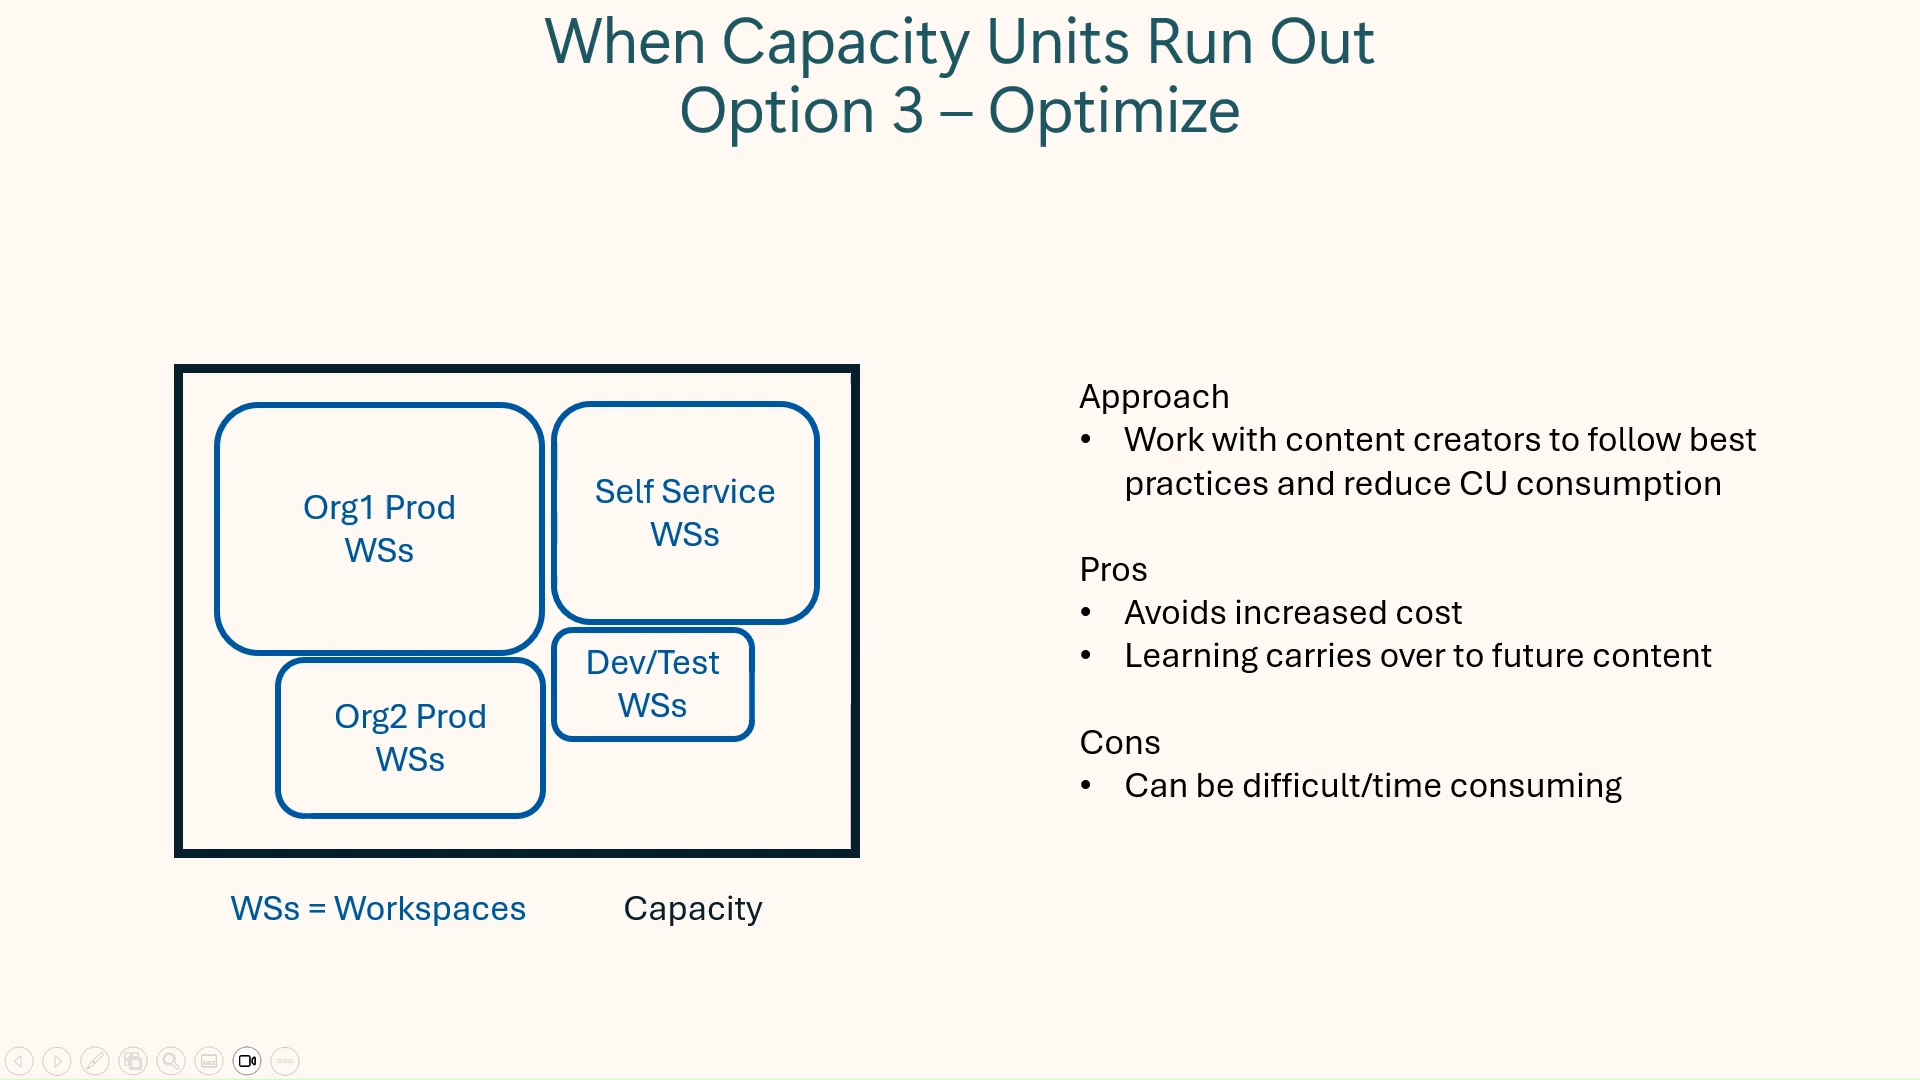 When Capacity Units Run Out
Option 3 – Optimize
Org1 Prod
WSs
Self Service
WSs
Dev/Test
WSs
Org2 Prod
WSs
WSs = Workspaces
Capacity
Approach
• Work with content creators to follow best
practices and reduce CU consumption
Pros
• Avoids increased cost
• Learning carries over to future content
Cons
• Can be difficult/time consuming